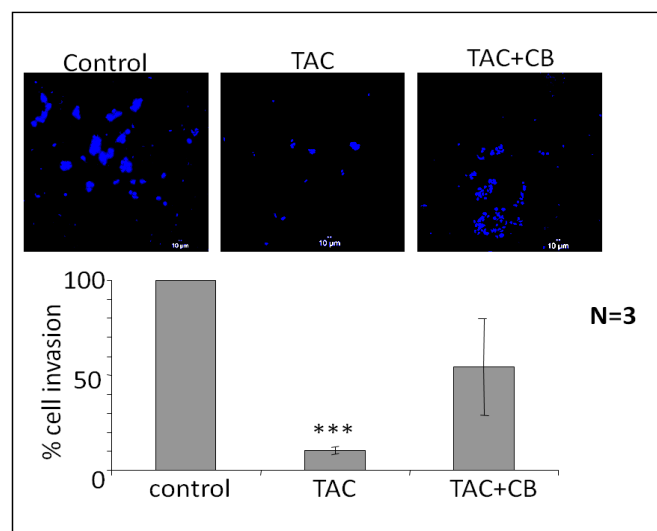 Control
TAC
TAC+CB
10 µm
10 µm
10 µm
% cell invasion
100
50
0
***
N=3
control
TAC
TAC+CB